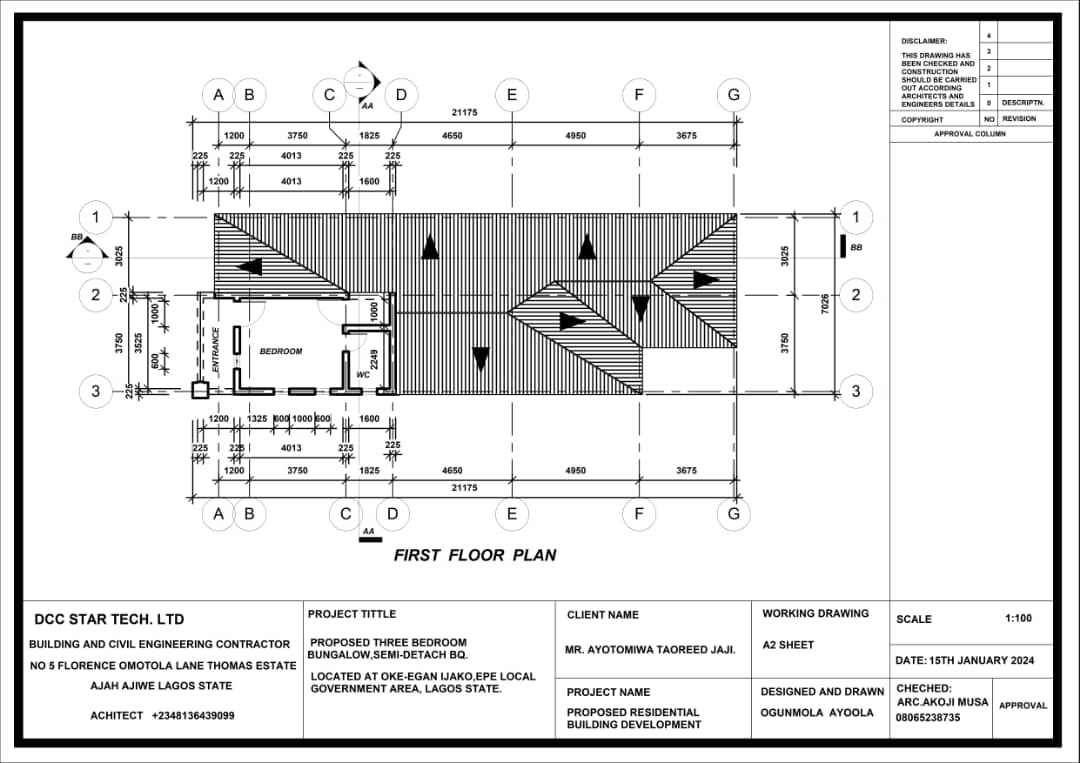 DISCLAIMER:
THIS DRAWING HAS
BEEN CHECKED AND
CONSTRUCTION
SHOULD BE CARRIED
OUT ACCORDING
ARCHITECTS AND
ENGINEERS DETAILS
4
3
2
1
0 DESCRIPTN.
COPYRIGHT NO REVISION
APPROVAL COLUMN
A B C D E F G
AA
21175
1200 3750 1825 4650 4950 3675
225 225 4013 225 225
1200 4013 1600
1 1
BB BB
3025 3025
2 2
225
7026
1000 1000
3750 3525 3750
ENTRANCE
BEDROOM
600 2249
WC
225
3 3
1200 1325 600 1000 600 1600
225 225 4013 225 225
1200 3750 1825 4650 4950 3675
21175
A B C D E F G
AA
FIRST FLOOR PLAN
DCC STAR TECH. LTD
BUILDING AND CIVIL ENGINEERING CONTRACTOR
NO 5 FLORENCE OMOTOLA LANE THOMAS ESTATE
AJAH AJIWE LAGOS STATE
ACHITECT +2348136439099
PROJECT TITTLE
PROPOSED THREE BEDROOM
BUNGALOW,SEMI-DETACH BQ.
LOCATED AT OKE-EGAN IJAKO,EPE LOCAL
GOVERNMENT AREA, LAGOS STATE.
CLIENT NAME
MR. AYOTOMIWA TAOREED JAJI.
PROJECT NAME
PROPOSED RESIDENTIAL
BUILDING DEVELOPMENT
WORKING DRAWING
A2 SHEET
DESIGNED AND DRAWN
OGUNMOLA AYOOLA
SCALE 1:100
DATE: 15TH JANUARY 2024
CHECHED:
ARC.AKOJI MUSA
08065238735
APPROVAL